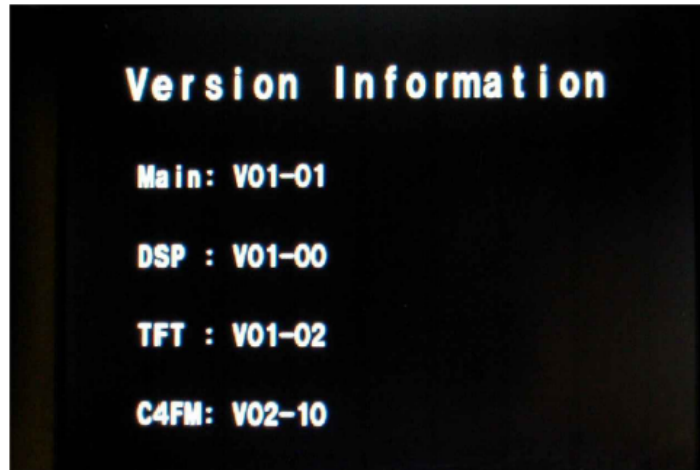 Version Information
Main: V01-01
DSP : V01-00
TFT : V01-02
C4FM: V02-10